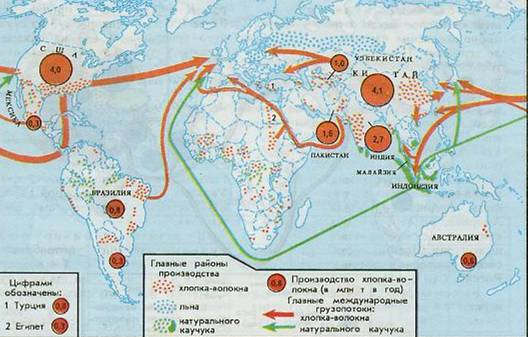 США
4,0
МЕКСИКА
0,3
БРАЗИЛИЯ
0,8
0,3
1
2
1,0
УЗБЕКИСТАН
КИТАЙ
4,1
1,6
ПАКИСТАН
2,7
ИНДИЯ
МАЛАЙЗИЯ
ИНДОНЕЗИЯ
АВСТРАЛИЯ
0,6
Цифрами
обозначены:
1 Турция 0,8
2 Египет 0,3
Главные районы
производства
хлопка-волокна
льна
натурального
каучука
0,8 Производство хлопка-во-
локна (в млн т в год)
Главные международные
грузопотоки:
хлопка-волокна
натурального каучука